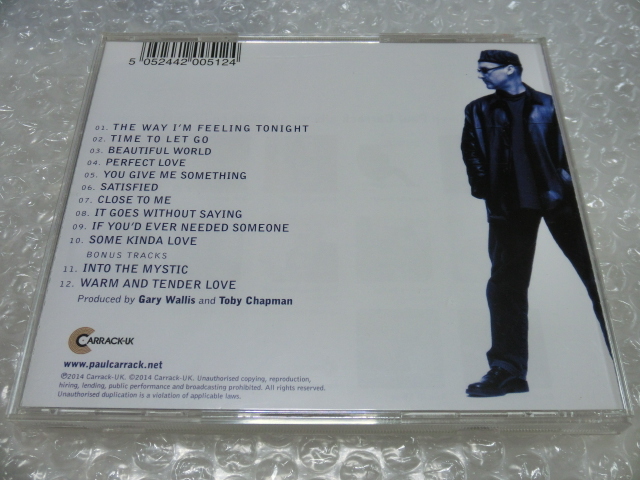 5 052442 005124
01. THE WAY I'M FEELING TONIGHT
02. TIME TO LET GO
03. BEAUTIFUL WORLD
04. PERFECT LOVE
05. YOU GIVE ME SOMETHING
06. SATISFIED
07. CLOSE TO ME
08. IT GOES WITHOUT SAYING
09. IF YOU'D EVER NEEDED SOMEONE
10. SOME KINDA LOVE
BONUS TRACKS
11. INTO THE MYSTIC
12. WARM AND TENDER LOVE
Produced by Gary Wallis and Toby Chapman
CARRACK-UK
www.paulcarrack.net
℗2014 Carrack-UK. ©2014 Carrack-UK. Unauthorised copying, reproduction,
hiring, lending, public performance and broadcasting prohibited. All rights reserved.
Unauthorised duplication is a violation of applicable laws.